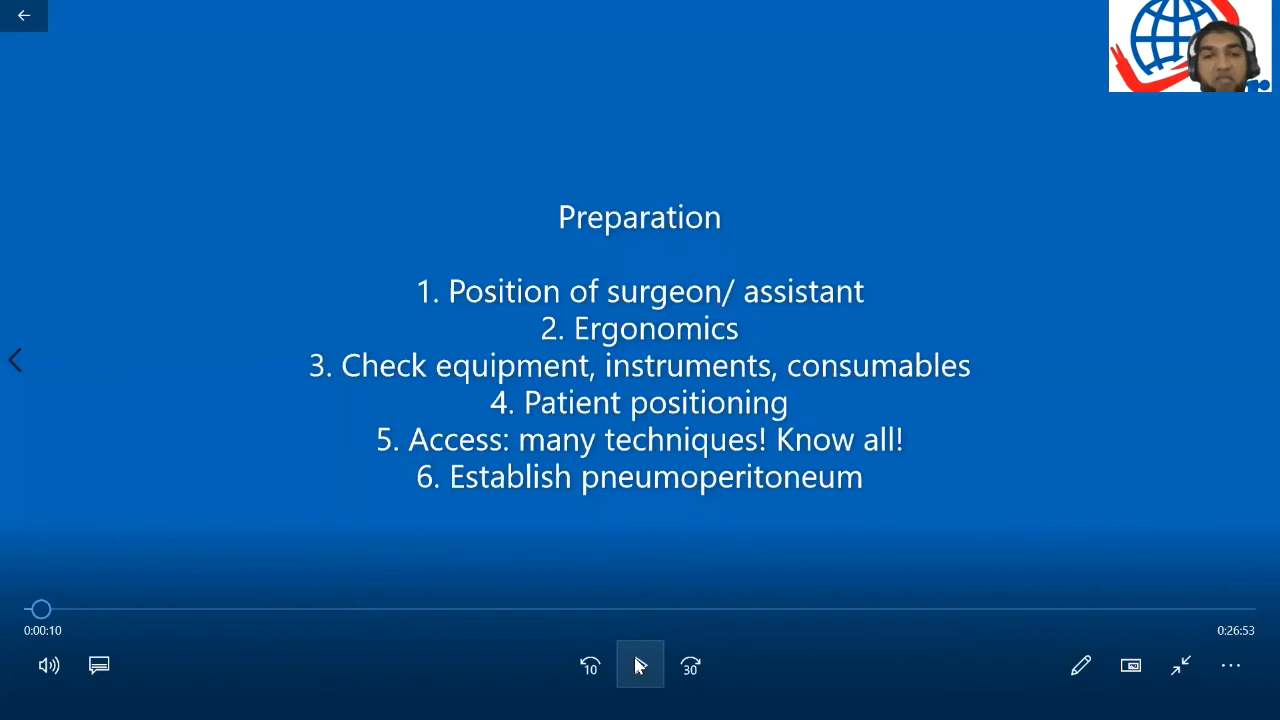 Preparation
1. Position of surgeon/ assistant
2. Ergonomics
3. Check equipment, instruments, consumables
4. Patient positioning
5. Access: many techniques! Know all!
6. Establish pneumoperitoneum
0:00:10
0:26:53
10
30